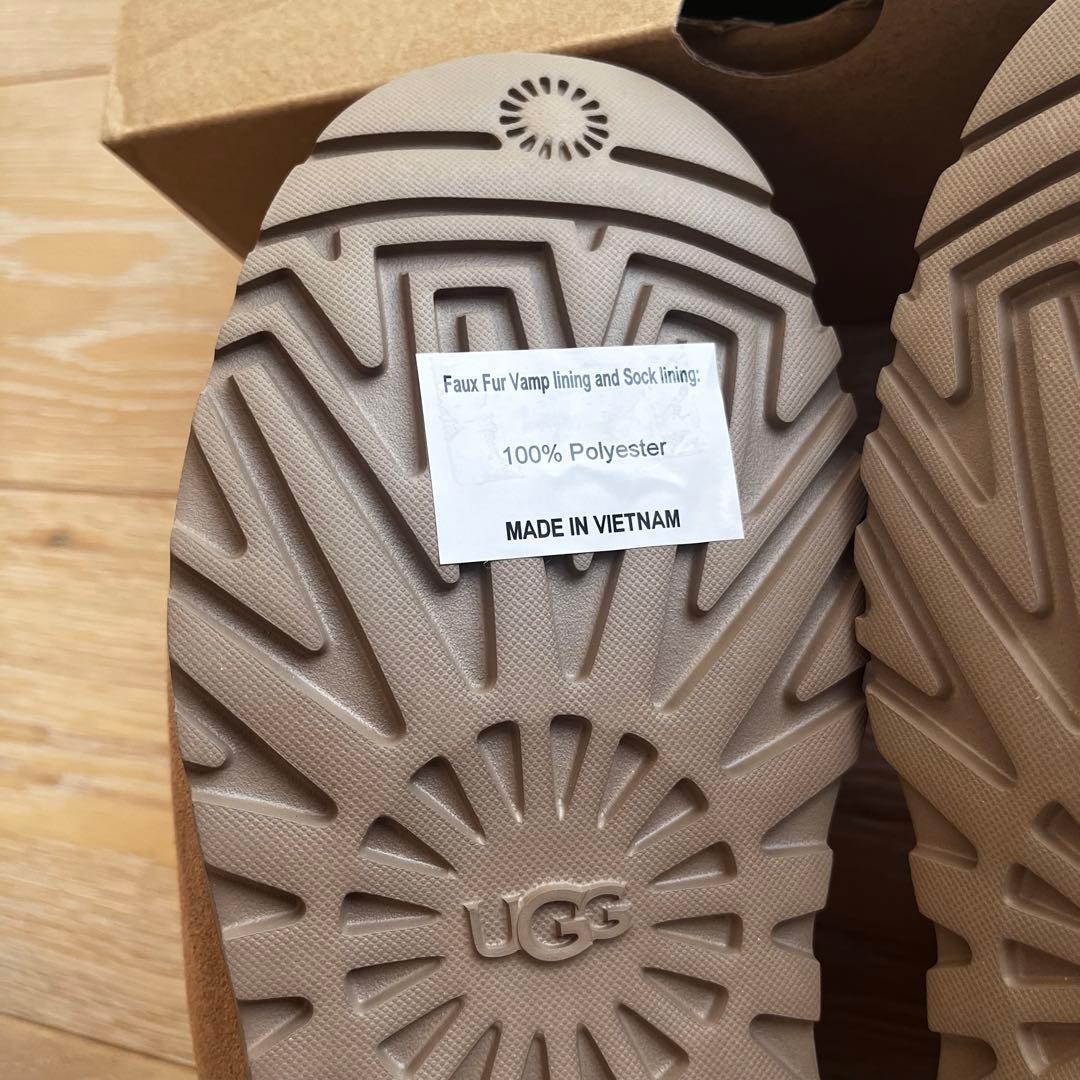 Faux Fur Vamp lining and Sock lining:
100% Polyester
MADE IN VIETNAM
UGG